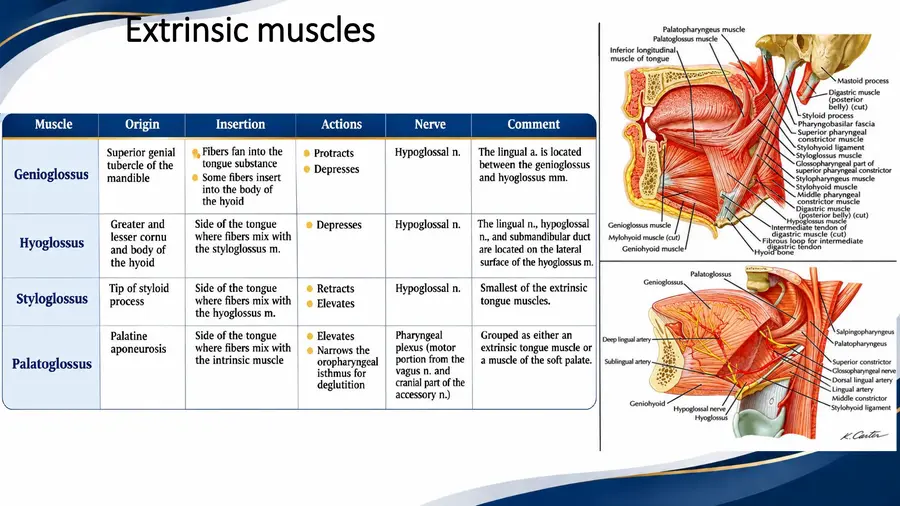 Extrinsic muscles
Muscle Origin Insertion Actions Nerve Comment
Genioglossus
Superior genial
tubercle of the
mandible
Fibers fan into the
tongue substance
Some fibers insert
into the body of
the hyoid
Protracts
Depresses
Hypoglossal n.
The lingual a. is located
between the genioglossus
and hyoglossus mm.
Hyoglossus
Greater and
lesser cornu
and body of
the hyoid
Side of the tongue
where fibers mix with
the styloglossus m.
Depresses
Hypoglossal n.
The lingual n., hypoglossal
n., and submandibular duct
are located on the lateral
surface of the hyoglossus m.
Styloglossus
Tip of styloid
process
Side of the tongue
where fibers mix with
the hyoglossus m.
Retracts
Elevates
Hypoglossal n.
Smallest of the extrinsic
tongue muscles.
Palatoglossus
Palatine
aponeurosis
Side of the tongue
where fibers mix with
the intrinsic muscle
Elevates
Narrows the
oropharyngeal
isthmus for
deglutition
Pharyngeal
plexus (motor
portion from the
vagus n. and
cranial part of the
accessory n.)
Grouped as either an
extrinsic tongue muscle or
a muscle of the soft palate.
Palatopharyngeus muscle
Palatoglossus muscle
Inferior longitudinal
muscle of tongue
Mastoid process
Digastric muscle
(posterior
belly) (cut)
Styloid process
Pharyngobasilar fascia
Superior pharyngeal
constrictor muscle
Stylohyoid ligament
Styloglossus muscle
Glossopharyngeal part of
superior pharyngeal constrictor
Stylopharyngeus muscle
Stylohyoid muscle
Middle pharyngeal
constrictor muscle
Digastric muscle
(posterior belly) (cut)
Hypoglossus muscle
Intermediate tendon of
digastric muscle (cut)
Fibrous loop for intermediate
digastric tendon
Hyoid bone
Genioglossus muscle
Mylohyoid muscle (cut)
Geniohyoid muscle
Palatoglossus
Genioglossus
Deep lingual artery
Sublingual artery
Geniohyoid
Hypoglossal nerve
Hyoglossus
Salpingopharyngeus
Palatopharyngeus
Superior constrictor
Glossopharyngeal nerve
Dorsal lingual artery
Lingual artery
Middle constrictor
Stylohyoid ligament
K. Carter